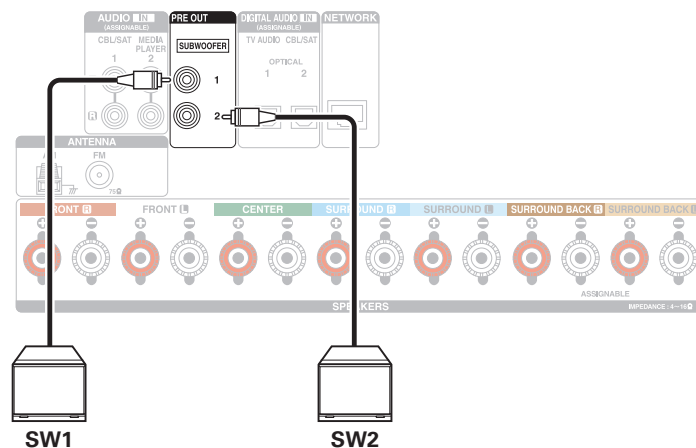 AUDIO IN
(ASSIGNABLE)
CBL/SAT MEDIA PLAYER
1 2
R
PRE OUT
SUBWOOFER
1
2
DIGITAL AUDIO IN
(ASSIGNABLE)
TV AUDIO CBL/SAT
OPTICAL
1 2
NETWORK
ANTENNA
FM
75Ω
FRONT R FRONT L CENTER SURROUND R SURROUND L SURROUND BACK R SURROUND BACK L
ASSIGNABLE
SPEAKERS
IMPEDANCE : 4～16Ω
SW1 SW2